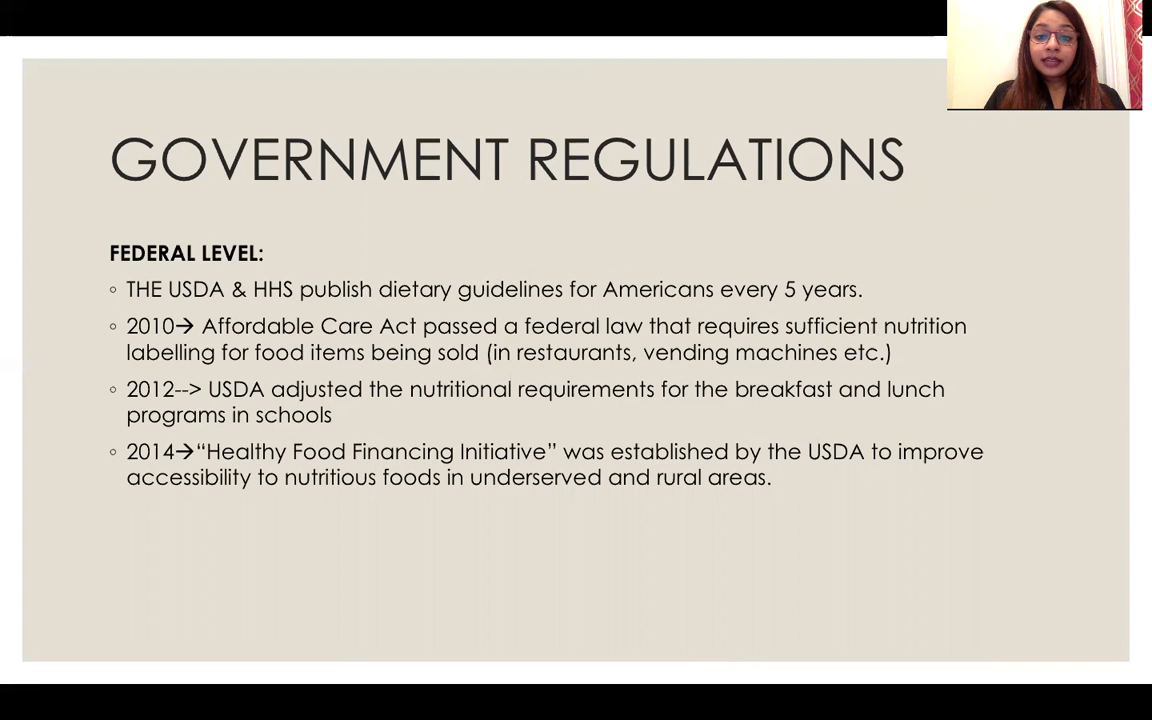 GOVERNMENT REGULATIONS
FEDERAL LEVEL:
◦ THE USDA & HHS publish dietary guidelines for Americans every 5 years.
◦ 2010→ Affordable Care Act passed a federal law that requires sufficient nutrition
labelling for food items being sold (in restaurants, vending machines etc.)
◦ 2012--> USDA adjusted the nutritional requirements for the breakfast and lunch
programs in schools
◦ 2014→“Healthy Food Financing Initiative” was established by the USDA to improve
accessibility to nutritious foods in underserved and rural areas.